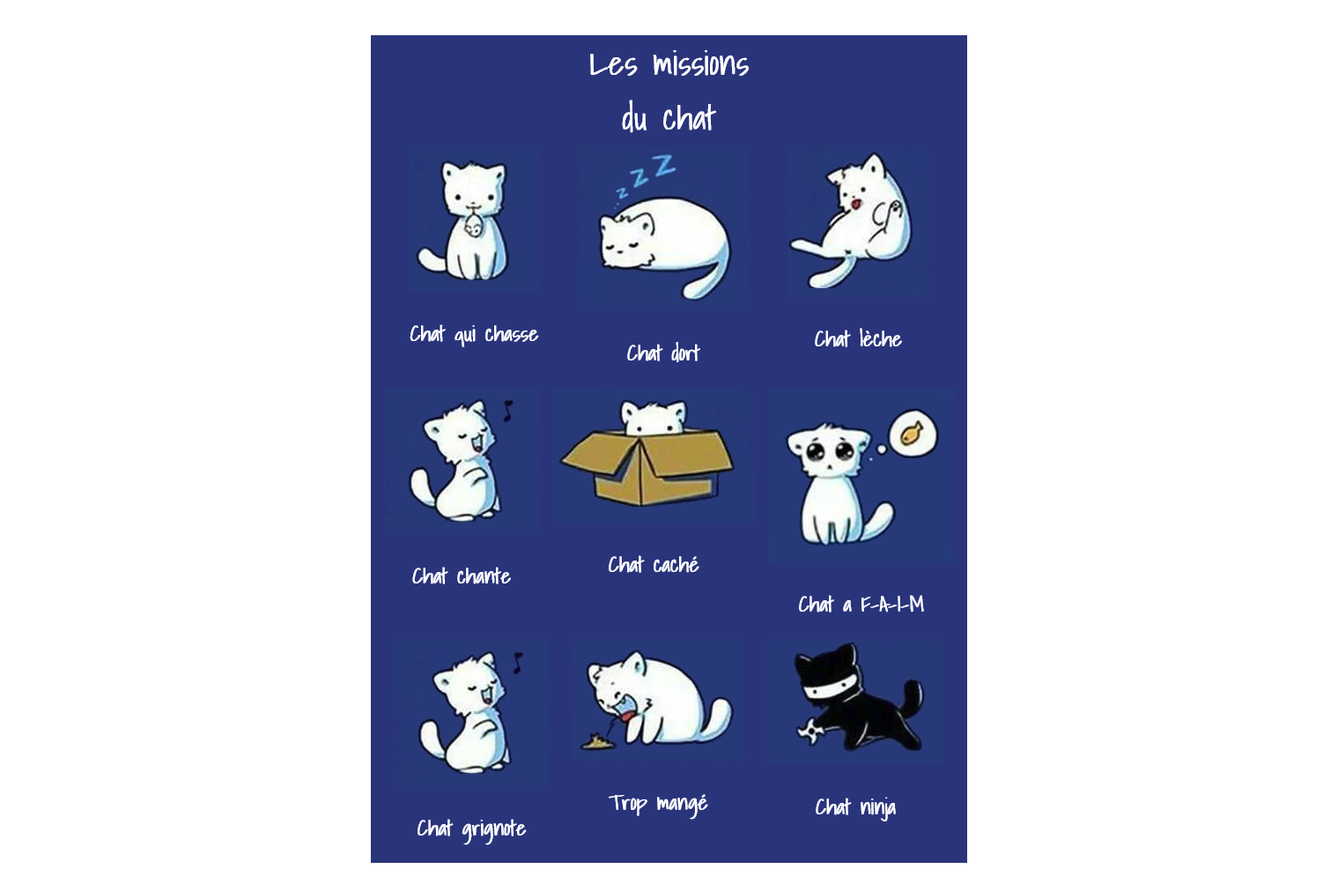 Les missions
du chat
z z Z
Chat qui chasse
Chat dort
Chat lèche
Chat chante
Chat caché
Chat a F-A-I-M
Chat grignote
Trop mangé
Chat ninja